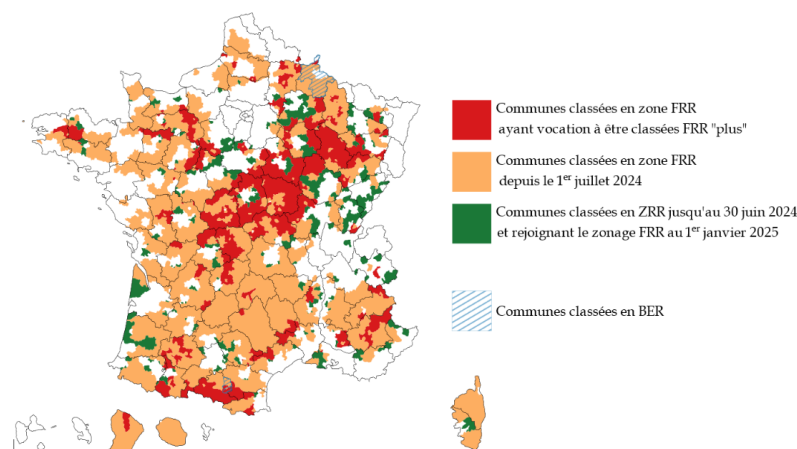 Communes classées en zone FRR
ayant vocation à être classées FRR "plus"
Communes classées en zone FRR
depuis le 1er juillet 2024
Communes classées en ZRR jusqu'au 30 juin 2024
et rejoignant le zonage FRR au 1er janvier 2025
Communes classées en BER